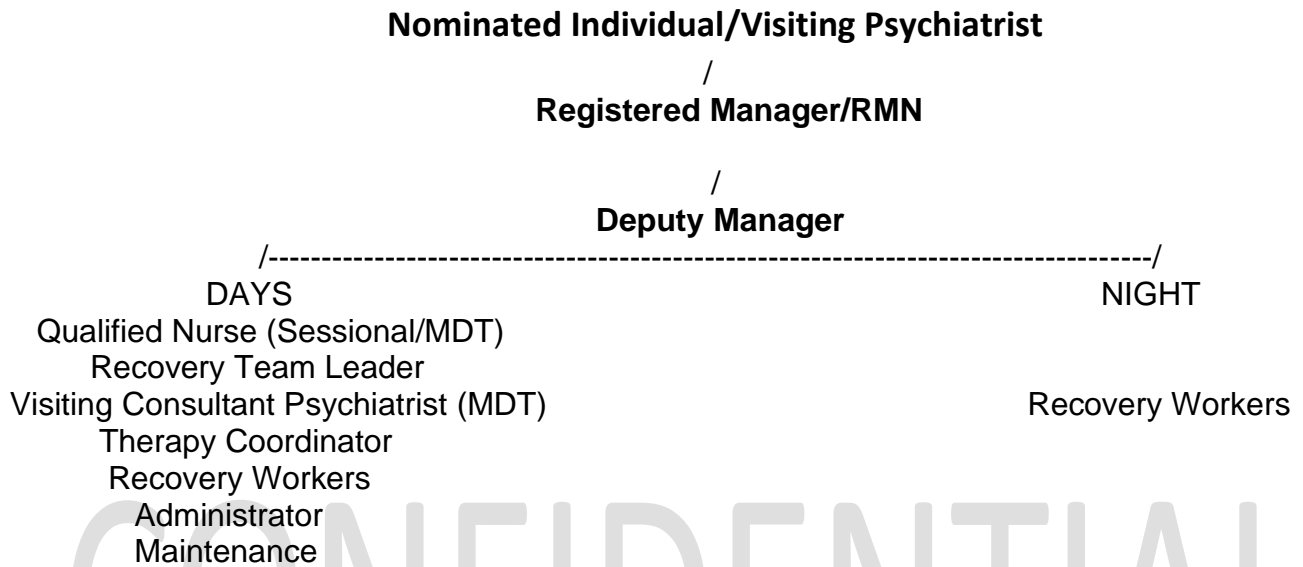 Nominated Individual/Visiting Psychiatrist
/
Registered Manager/RMN
/
Deputy Manager
/-----------------------------------------------------------------------------------/
DAYS NIGHT
Qualified Nurse (Sessional/MDT)
Recovery Team Leader
Visiting Consultant Psychiatrist (MDT) Recovery Workers
Therapy Coordinator
Recovery Workers
Administrator
Maintenance
CONFIDENTIAL